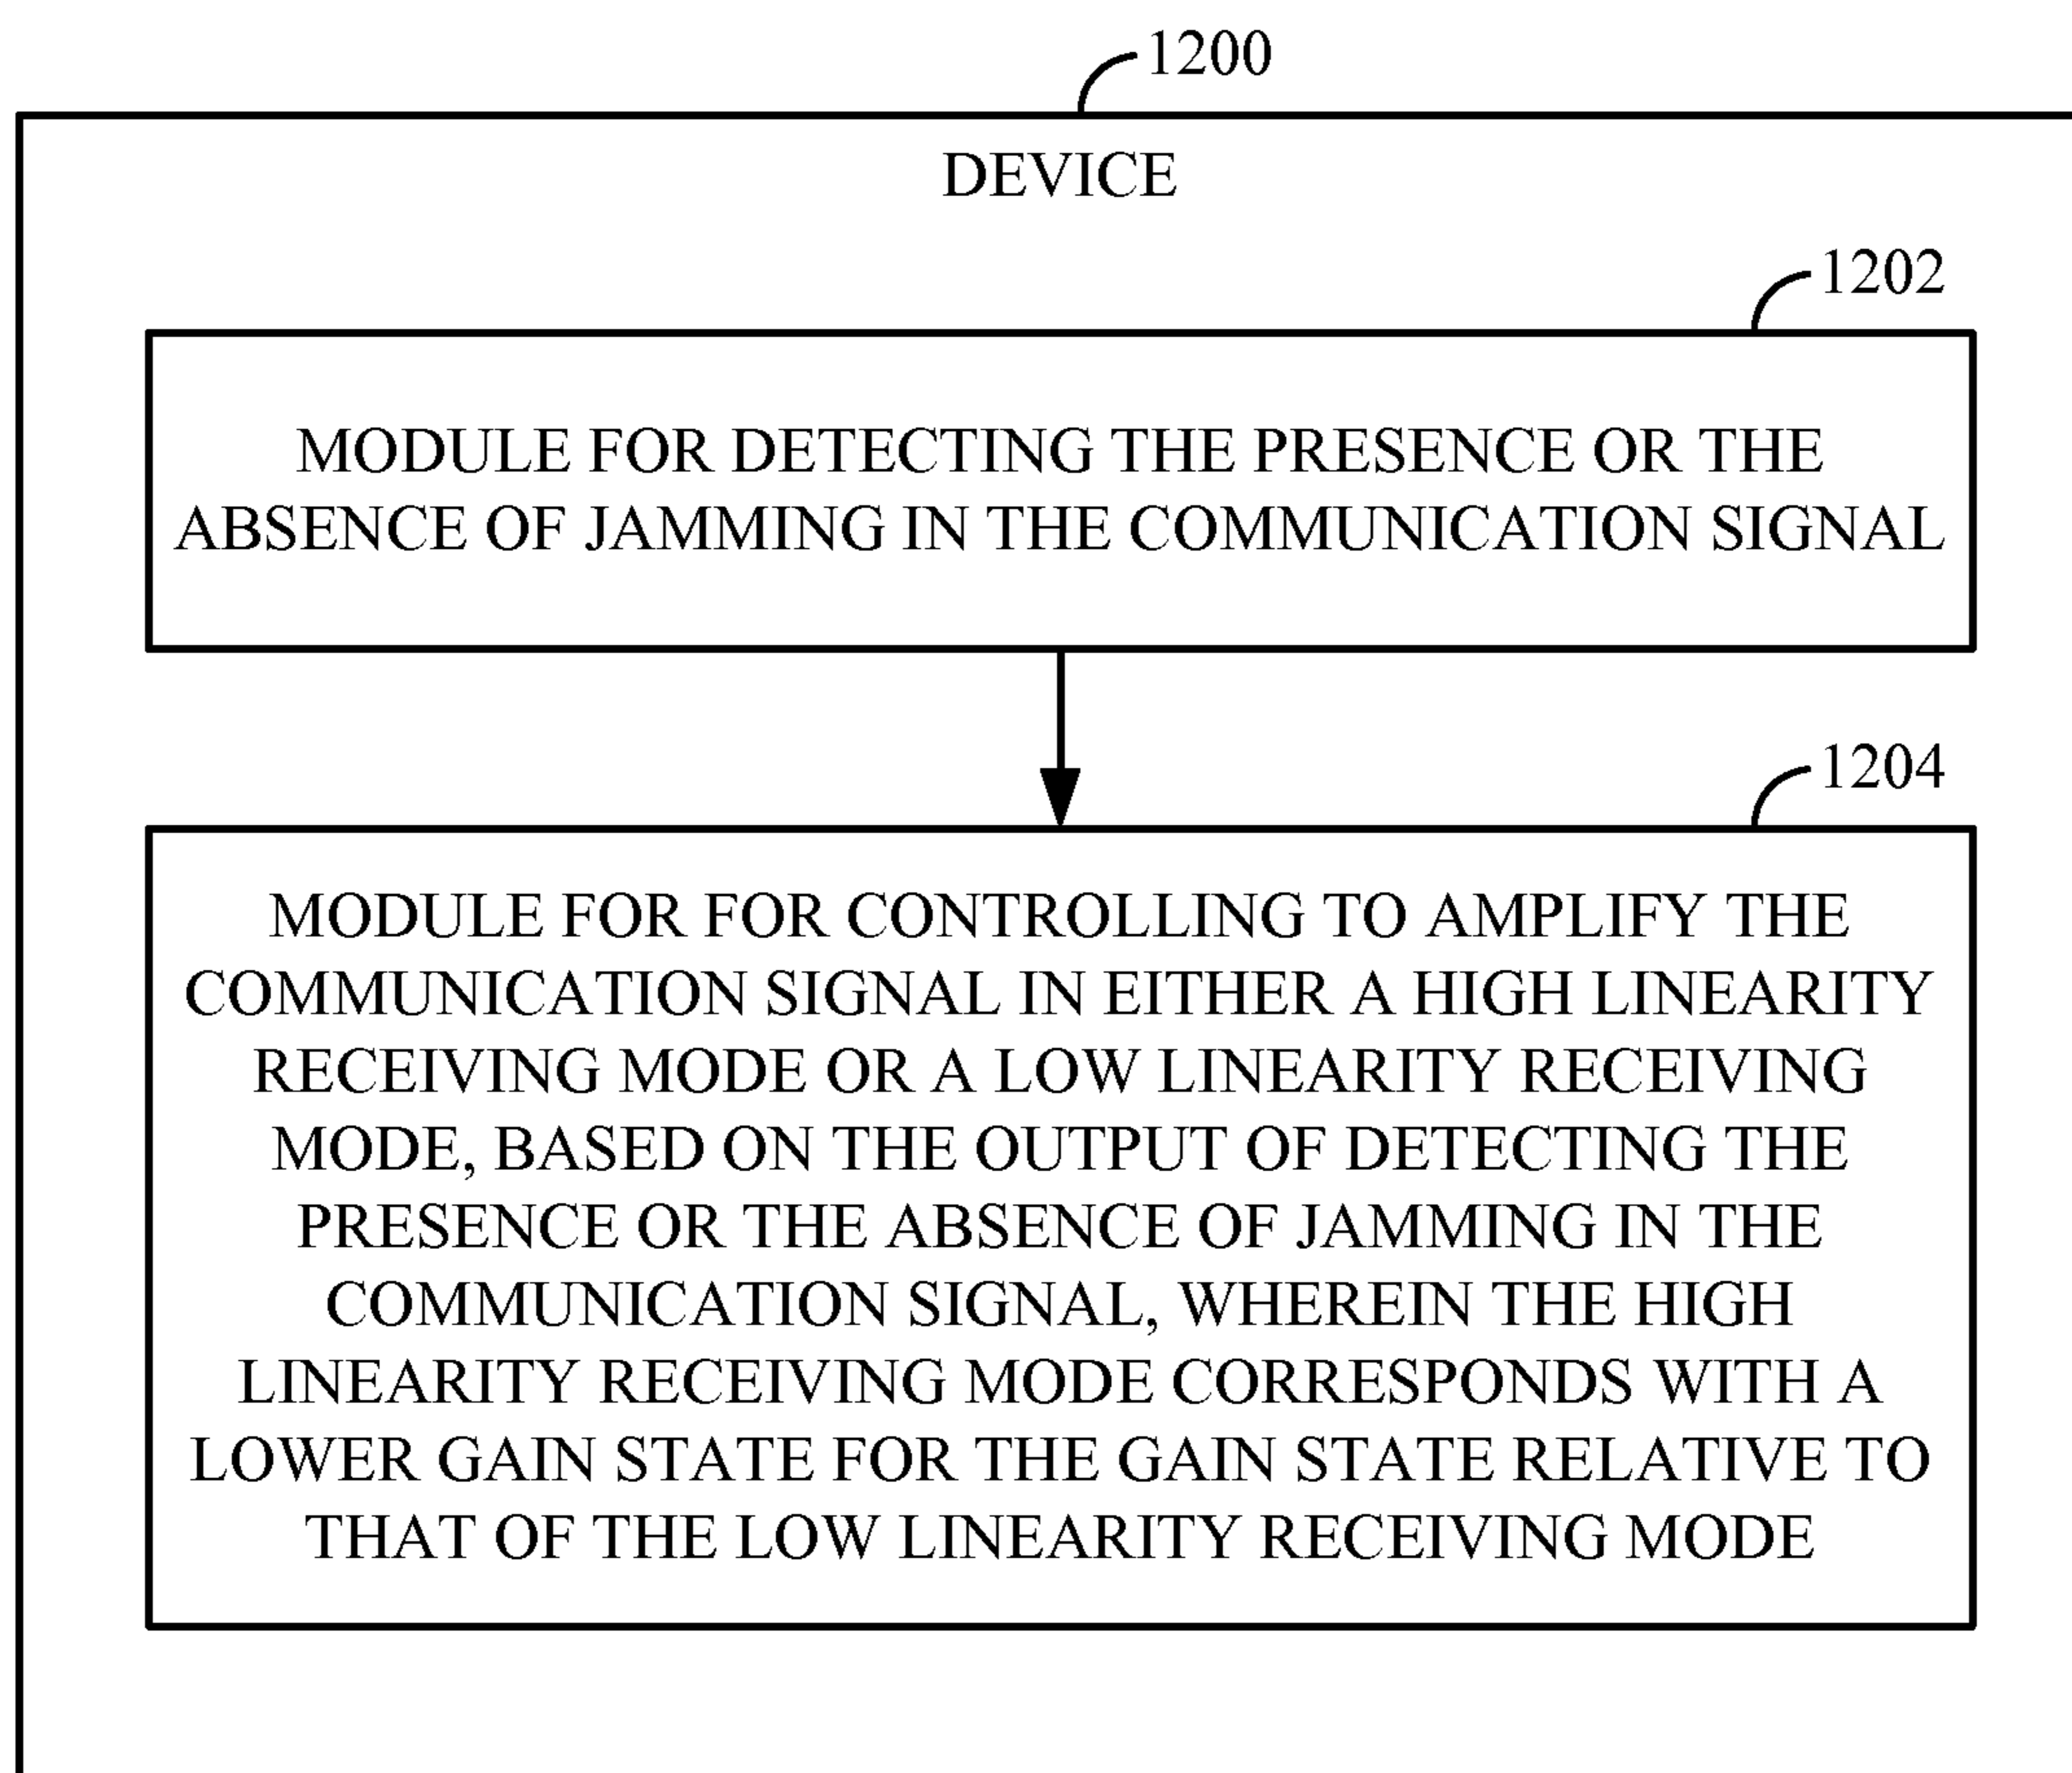 1200
DEVICE
1202
MODULE FOR DETECTING THE PRESENCE OR THE
ABSENCE OF JAMMING IN THE COMMUNICATION SIGNAL
1204
MODULE FOR FOR CONTROLLING TO AMPLIFY THE
COMMUNICATION SIGNAL IN EITHER A HIGH LINEARITY
RECEIVING MODE OR A LOW LINEARITY RECEIVING
MODE, BASED ON THE OUTPUT OF DETECTING THE
PRESENCE OR THE ABSENCE OF JAMMING IN THE
COMMUNICATION SIGNAL, WHEREIN THE HIGH
LINEARITY RECEIVING MODE CORRESPONDS WITH A
LOWER GAIN STATE FOR THE GAIN STATE RELATIVE TO
THAT OF THE LOW LINEARITY RECEIVING MODE